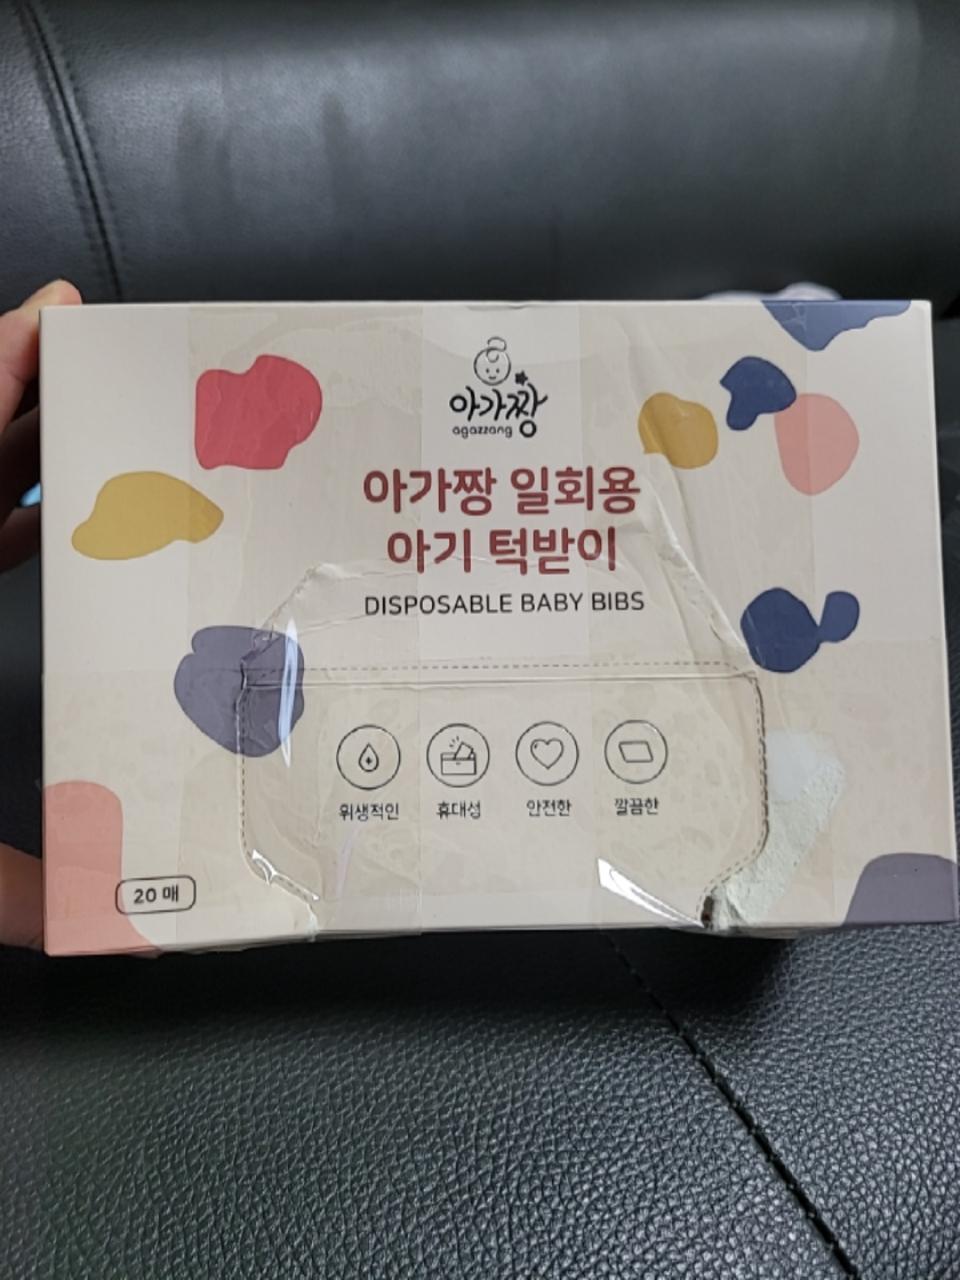 아가짱
agazzang
아가짱 일회용
아기 턱받이
DISPOSABLE BABY BIBS
위생적인 휴대성 안전한 깔끔한
20 매